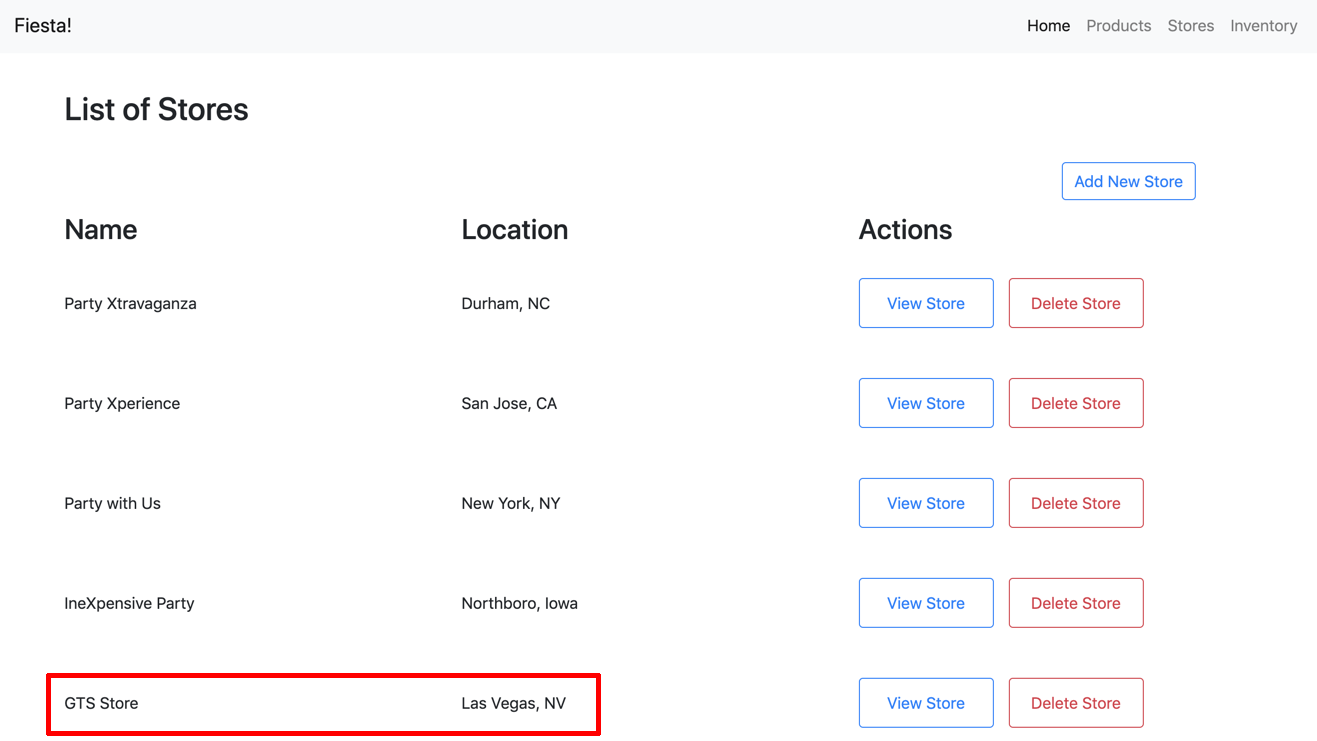 Fiesta! Home Products Stores Inventory
List of Stores
Add New Store
Name Location Actions
Party Xtravaganza Durham, NC View Store Delete Store
Party Xperience San Jose, CA View Store Delete Store
Party with Us New York, NY View Store Delete Store
IneXpensive Party Northboro, Iowa View Store Delete Store
GTS Store Las Vegas, NV View Store Delete Store